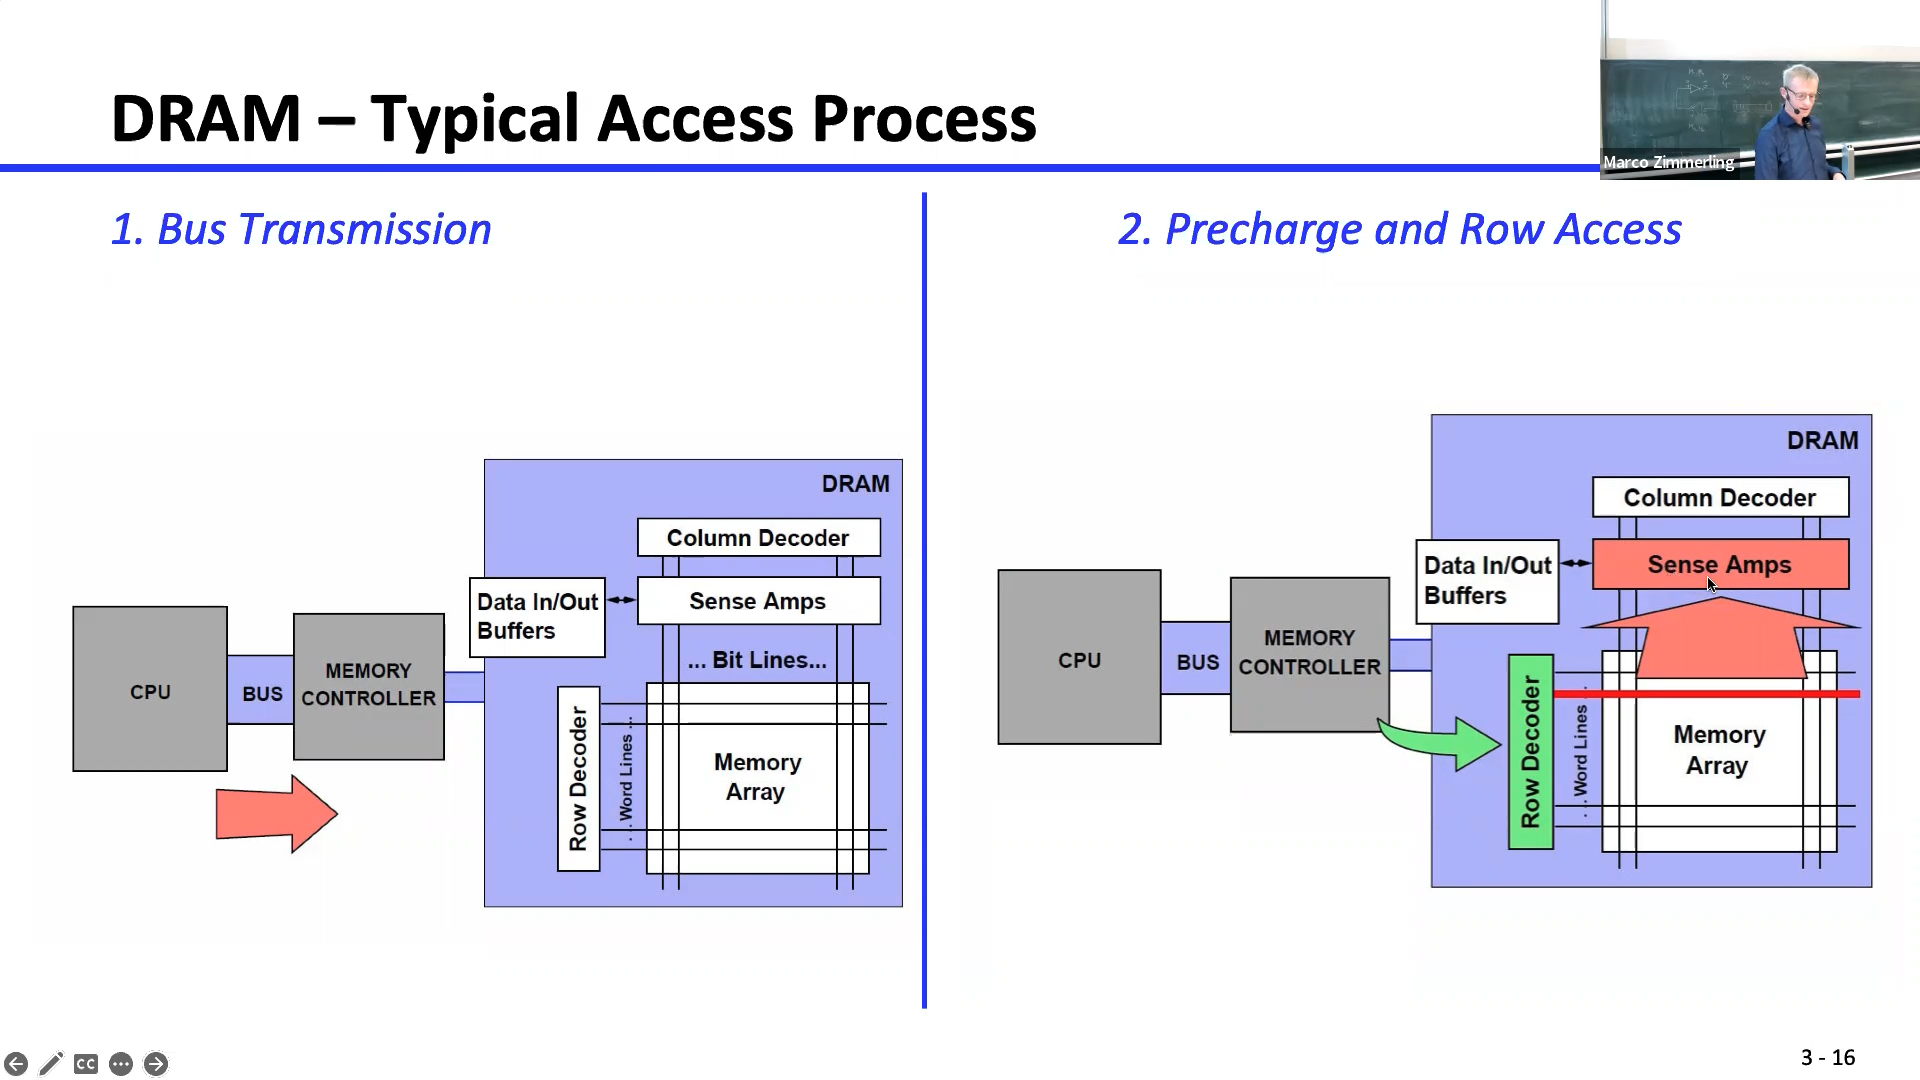 DRAM – Typical Access Process
Marco Zimmerling
1. Bus Transmission
DRAM
Column Decoder
Data In/Out
Buffers
Sense Amps
... Bit Lines...
CPU
BUS
MEMORY
CONTROLLER
Row Decoder
...Word Lines ...
Memory
Array
2. Precharge and Row Access
DRAM
Column Decoder
Data In/Out
Buffers
Sense Amps
CPU
BUS
MEMORY
CONTROLLER
Row Decoder
...Word Lines ...
Memory
Array
CC
3 - 16